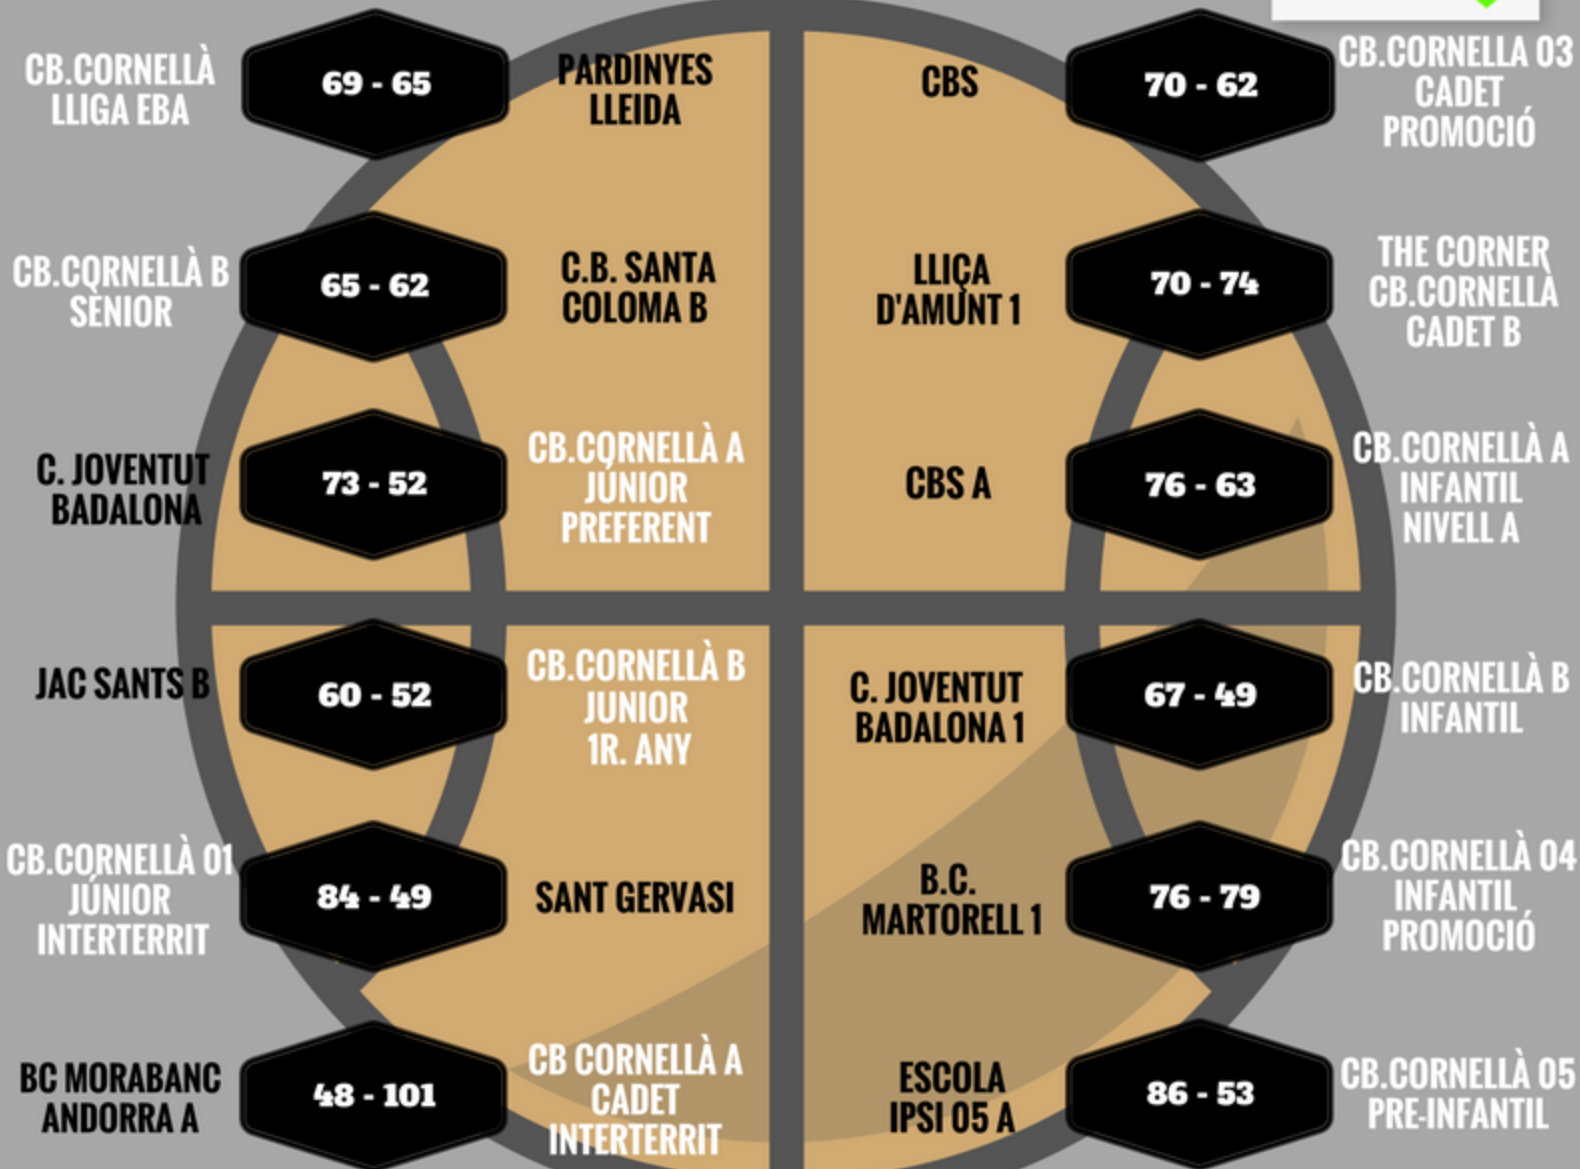 CB.CORNELLÀ
LLIGA EBA
69 - 65
PARDINYES
LLEIDA
CB.CORNELLÀ B
SÈNIOR
65 - 62
C.B. SANTA
COLOMA B
C. JOVENTUT
BADALONA
73 - 52
CB.CORNELLÀ A
JÚNIOR
PREFERENT
JAC SANTS B
60 - 52
CB.CORNELLÀ B
JUNIOR
1R. ANY
CB.CORNELLÀ 01
JÚNIOR
INTERTERRIT
84 - 49
SANT GERVASI
BC MORABANC
ANDORRA A
48 - 101
CB CORNELLÀ A
CADET
INTERTERRIT
CBS
70 - 62
CB.CORNELLA 03
CADET
PROMOCIÓ
LLIÇA
D'AMUNT 1
70 - 74
THE CORNER
CB.CORNELLÀ
CADET B
CBS A
76 - 63
CB.CORNELLÀ A
INFANTIL
NIVELL A
C. JOVENTUT
BADALONA 1
67 - 49
CB.CORNELLÀ B
INFANTIL
B.C.
MARTORELL 1
76 - 79
CB.CORNELLÀ 04
INFANTIL
PROMOCIÓ
ESCOLA
IPSI 05 A
86 - 53
CB.CORNELLÀ 05
PRE-INFANTIL